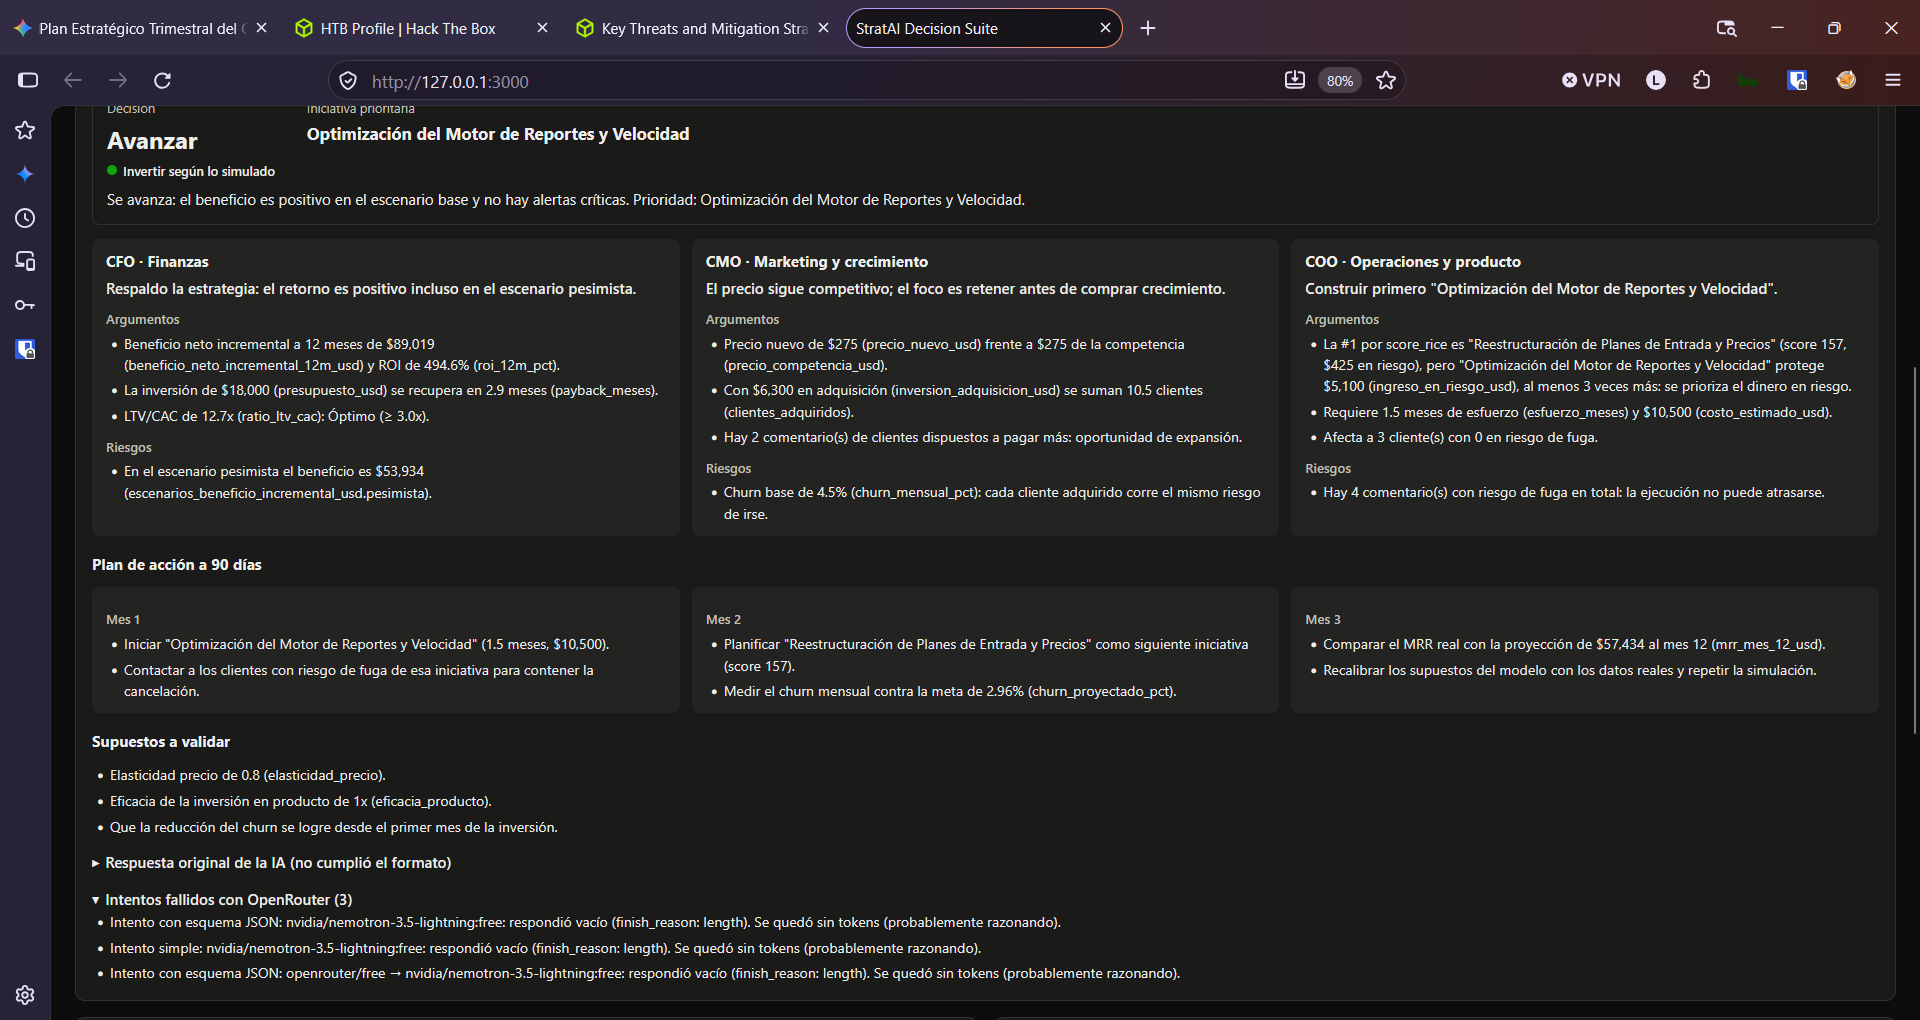 Plan Estratégico Trimestral del
HTB Profile | Hack The Box
Key Threats and Mitigation Stra
StratAI Decision Suite
http://127.0.0.1:3000
80%
VPN
L
Decisión
Iniciativa prioritaria
Avanzar
Optimización del Motor de Reportes y Velocidad
Invertir según lo simulado
Se avanza: el beneficio es positivo en el escenario base y no hay alertas críticas. Prioridad: Optimización del Motor de Reportes y Velocidad.
CFO · Finanzas
Respaldo la estrategia: el retorno es positivo incluso en el escenario pesimista.
Argumentos
• Beneficio neto incremental a 12 meses de $89,019
(beneficio_neto_incremental_12m_usd) y ROI de 494.6% (roi_12m_pct).
• La inversión de $18,000 (presupuesto_usd) se recupera en 2.9 meses (payback_meses).
• LTV/CAC de 12.7x (ratio_ltv_cac): Óptimo (≥ 3.0x).
Riesgos
• En el escenario pesimista el beneficio es $53,934
(escenarios_beneficio_incremental_usd.pesimista).
CMO · Marketing y crecimiento
El precio sigue competitivo; el foco es retener antes de comprar crecimiento.
Argumentos
• Precio nuevo de $275 (precio_nuevo_usd) frente a $275 de la competencia
(precio_competencia_usd).
• Con $6,300 en adquisición (inversion_adquisicion_usd) se suman 10.5 clientes
(clientes_adquiridos).
• Hay 2 comentario(s) de clientes dispuestos a pagar más: oportunidad de expansión.
Riesgos
• Churn base de 4.5% (churn_mensual_pct): cada cliente adquirido corre el mismo riesgo
de irse.
COO · Operaciones y producto
Construir primero "Optimización del Motor de Reportes y Velocidad".
Argumentos
• La #1 por score_rice es "Reestructuración de Planes de Entrada y Precios" (score 157,
$425 en riesgo), pero "Optimización del Motor de Reportes y Velocidad" protege
$5,100 (ingreso_en_riesgo_usd), al menos 3 veces más: se prioriza el dinero en riesgo.
• Requiere 1.5 meses de esfuerzo (esfuerzo_meses) y $10,500 (costo_estimado_usd).
• Afecta a 3 cliente(s) con 0 en riesgo de fuga.
Riesgos
• Hay 4 comentario(s) con riesgo de fuga en total: la ejecución no puede atrasarse.
Plan de acción a 90 días
Mes 1
• Iniciar "Optimización del Motor de Reportes y Velocidad" (1.5 meses, $10,500).
• Contactar a los clientes con riesgo de fuga de esa iniciativa para contener la
cancelación.
Mes 2
• Planificar "Reestructuración de Planes de Entrada y Precios" como siguiente iniciativa
(score 157).
• Medir el churn mensual contra la meta de 2.96% (churn_proyectado_pct).
Mes 3
• Comparar el MRR real con la proyección de $57,434 al mes 12 (mrr_mes_12_usd).
• Recalibrar los supuestos del modelo con los datos reales y repetir la simulación.
Supuestos a validar
• Elasticidad precio de 0.8 (elasticidad_precio).
• Eficacia de la inversión en producto de 1x (eficacia_producto).
• Que la reducción del churn se logre desde el primer mes de la inversión.
▸ Respuesta original de la IA (no cumplió el formato)
▾ Intentos fallidos con OpenRouter (3)
• Intento con esquema JSON: nvidia/nemotron-3.5-lightning:free: respondió vacío (finish_reason: length). Se quedó sin tokens (probablemente razonando).
• Intento simple: nvidia/nemotron-3.5-lightning:free: respondió vacío (finish_reason: length). Se quedó sin tokens (probablemente razonando).
• Intento con esquema JSON: openrouter/free → nvidia/nemotron-3.5-lightning:free: respondió vacío (finish_reason: length). Se quedó sin tokens (probablemente razonando).